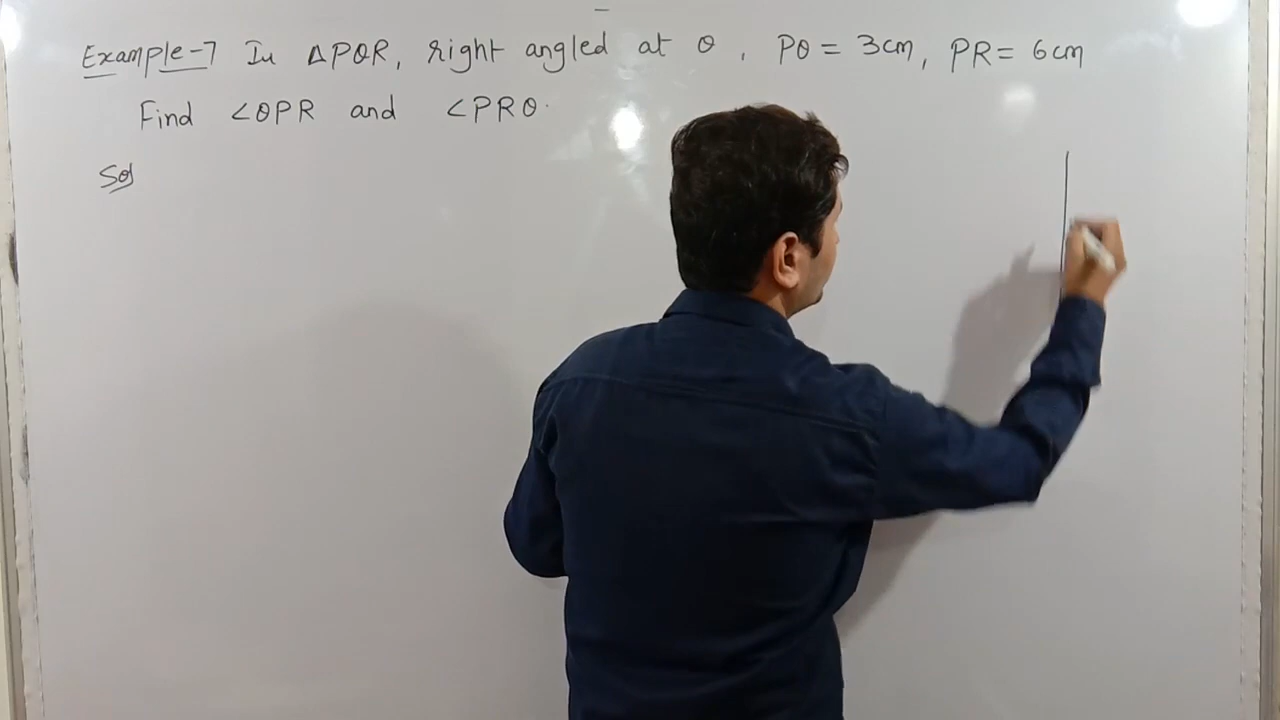 Example-7 In ΔPQR, right angled at Q, PQ = 3cm, PR = 6cm
Find ∠QPR and ∠PRQ.
Sol